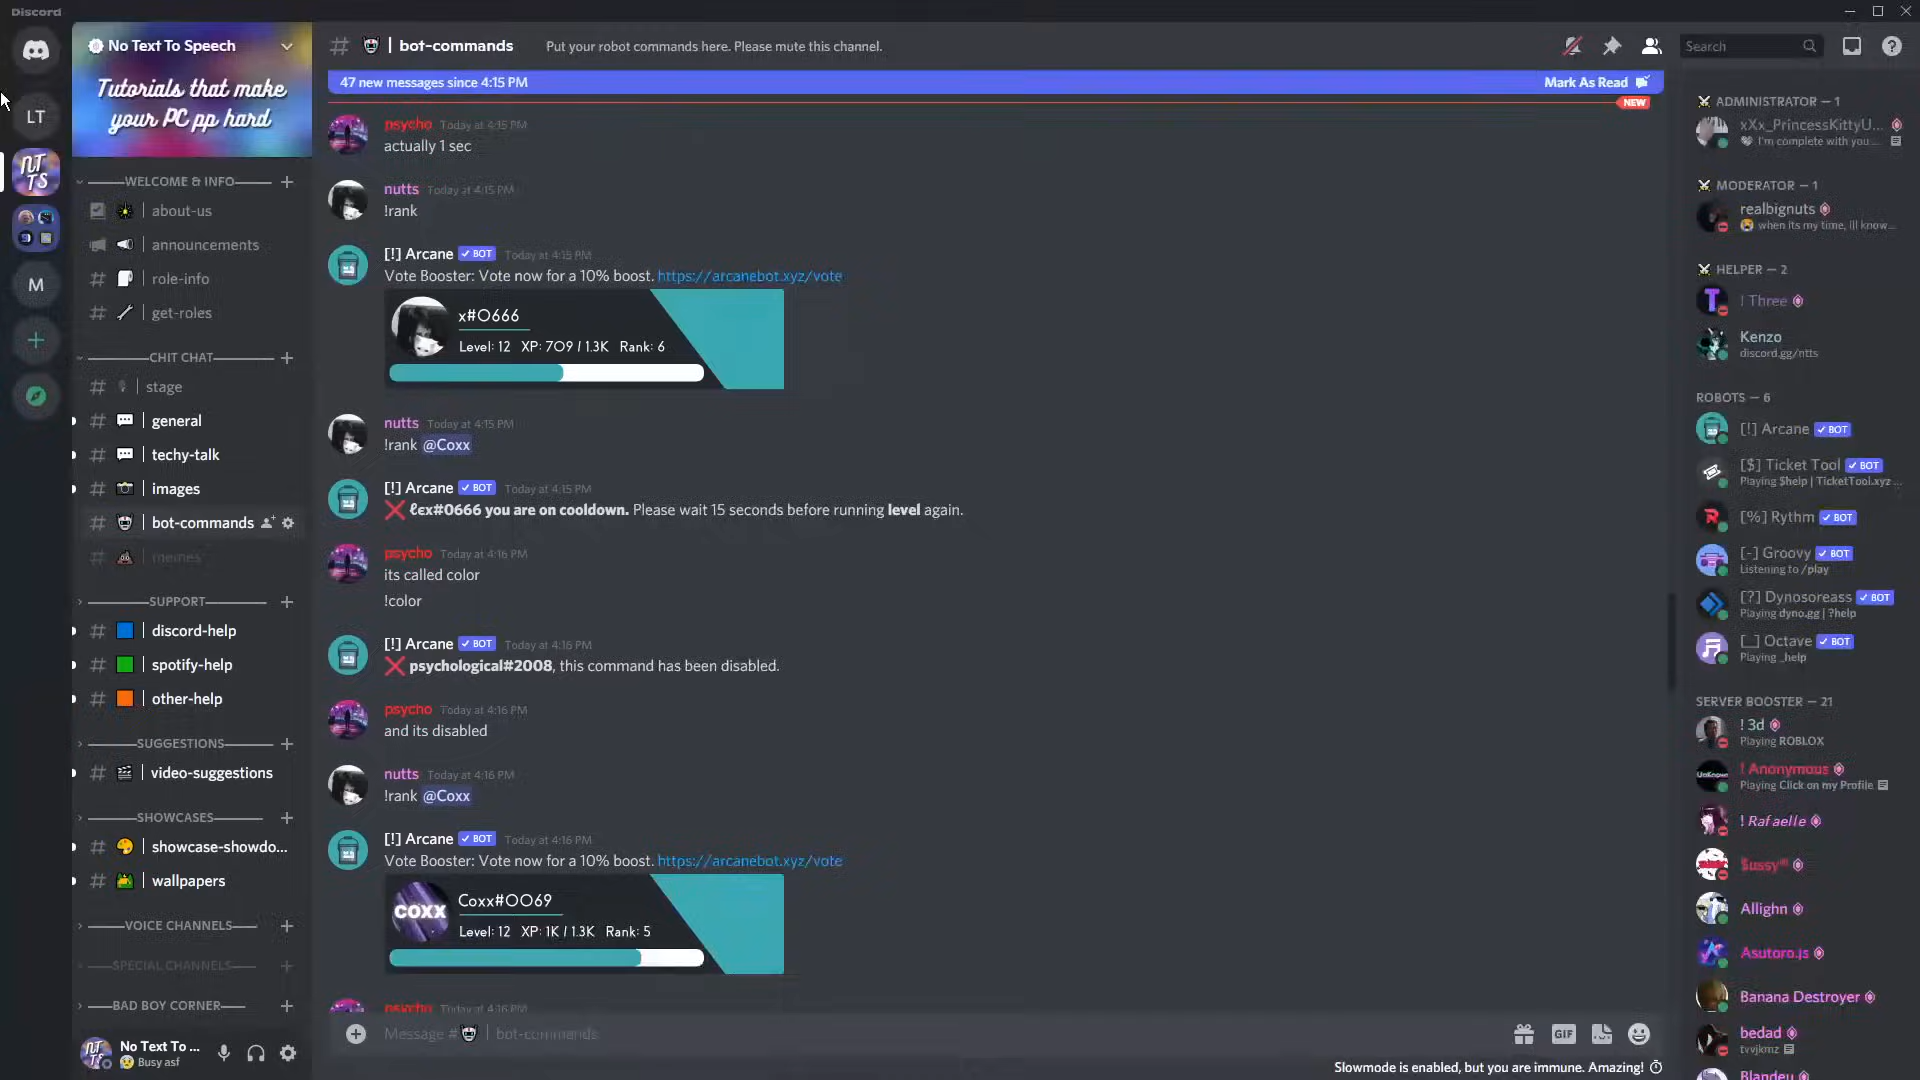 Discord
No Text To Speech
Tutorials that make
your PC pp hard
LT
NT
TS
M
WELCOME & INFO
about-us
announcements
role-info
get-roles
CHIT CHAT
stage
general
techy-talk
images
bot-commands
memes
SUPPORT
discord-help
spotify-help
other-help
SUGGESTIONS
video-suggestions
SHOWCASES
showcase-showdo...
wallpapers
VOICE CHANNELS
SPECIAL CHANNELS
BAD BOY CORNER
No Text To ...
Busy asf
bot-commands
Put your robot commands here. Please mute this channel.
Search
47 new messages since 4:15 PM
Mark As Read
NEW
psycho Today at 4:15 PM
actually 1 sec
nutts Today at 4:15 PM
!rank
[!] Arcane BOT Today at 4:15 PM
Vote Booster: Vote now for a 10% boost. https://arcanebot.xyz/vote
x#0666
Level: 12 XP: 709 / 1.3K Rank: 6
nutts Today at 4:15 PM
!rank @Coxx
[!] Arcane BOT Today at 4:15 PM
ℓєx#0666 you are on cooldown. Please wait 15 seconds before running level again.
psycho Today at 4:16 PM
its called color
!color
[!] Arcane BOT Today at 4:16 PM
psychological#2008, this command has been disabled.
psycho Today at 4:16 PM
and its disabled
nutts Today at 4:16 PM
!rank @Coxx
[!] Arcane BOT Today at 4:16 PM
Vote Booster: Vote now for a 10% boost. https://arcanebot.xyz/vote
COXX
Coxx#0069
Level: 12 XP: 1K / 1.3K Rank: 5
psycho Today at 4:16 PM
Message # | bot-commands
GIF
Slowmode is enabled, but you are immune. Amazing!
ADMINISTRATOR — 1
xXx_PrincessKittyU...
I'm complete with you ...
MODERATOR — 1
realbignuts
when its my time, ill know...
HELPER — 2
! Three
Kenzo
discord.gg/ntts
ROBOTS — 6
[!] Arcane BOT
[$] Ticket Tool BOT
Playing $help | TicketTool.xyz ...
[%] Rythm BOT
[-] Groovy BOT
Listening to /play
[?] Dynosoreass BOT
Playing dyno.gg | ?help
[_] Octave BOT
Playing _help
SERVER BOOSTER — 21
! 3d
Playing ROBLOX
! Anonymous
Playing Click on my Profile
! Rafaelle
$ussy
Allighn
Asutoro.js
Banana Destroyer
bedad
tvvjkmz
Blandeu